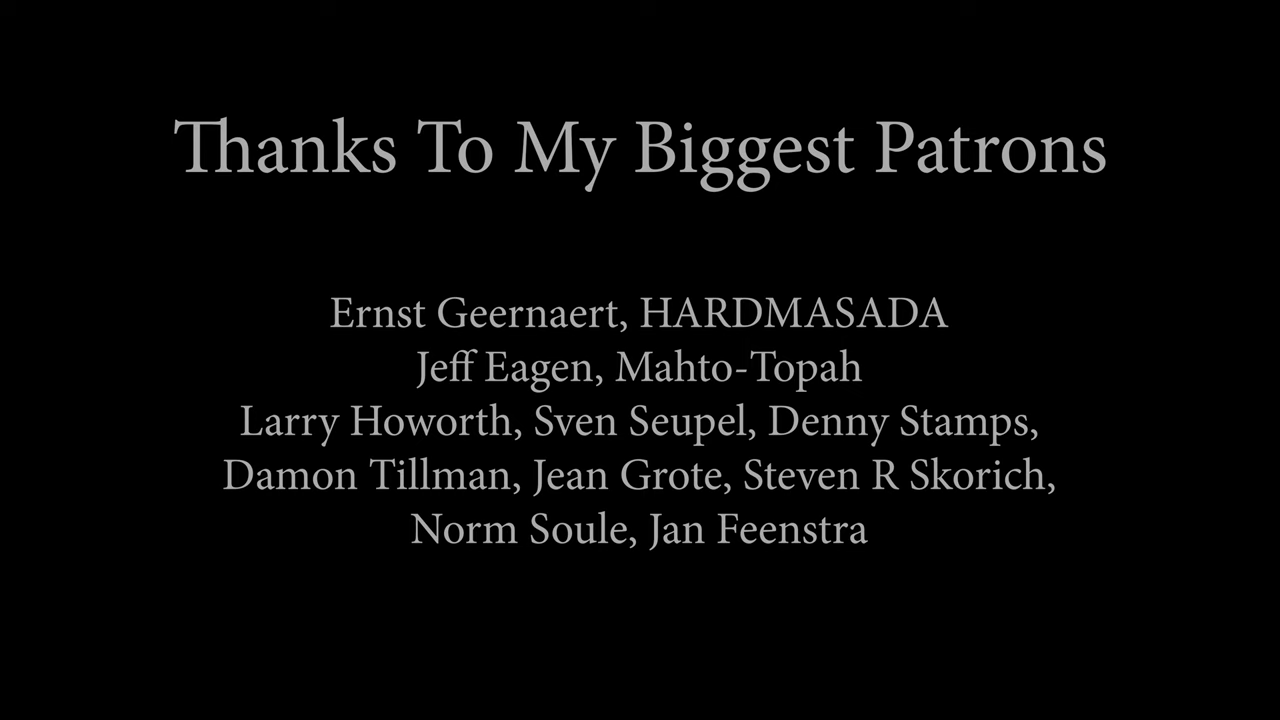 Thanks To My Biggest Patrons
Ernst Geernaert, HARDMASADA
Jeff Eagen, Mahto-Topah
Larry Howorth, Sven Seupel, Denny Stamps,
Damon Tillman, Jean Grote, Steven R Skorich,
Norm Soule, Jan Feenstra